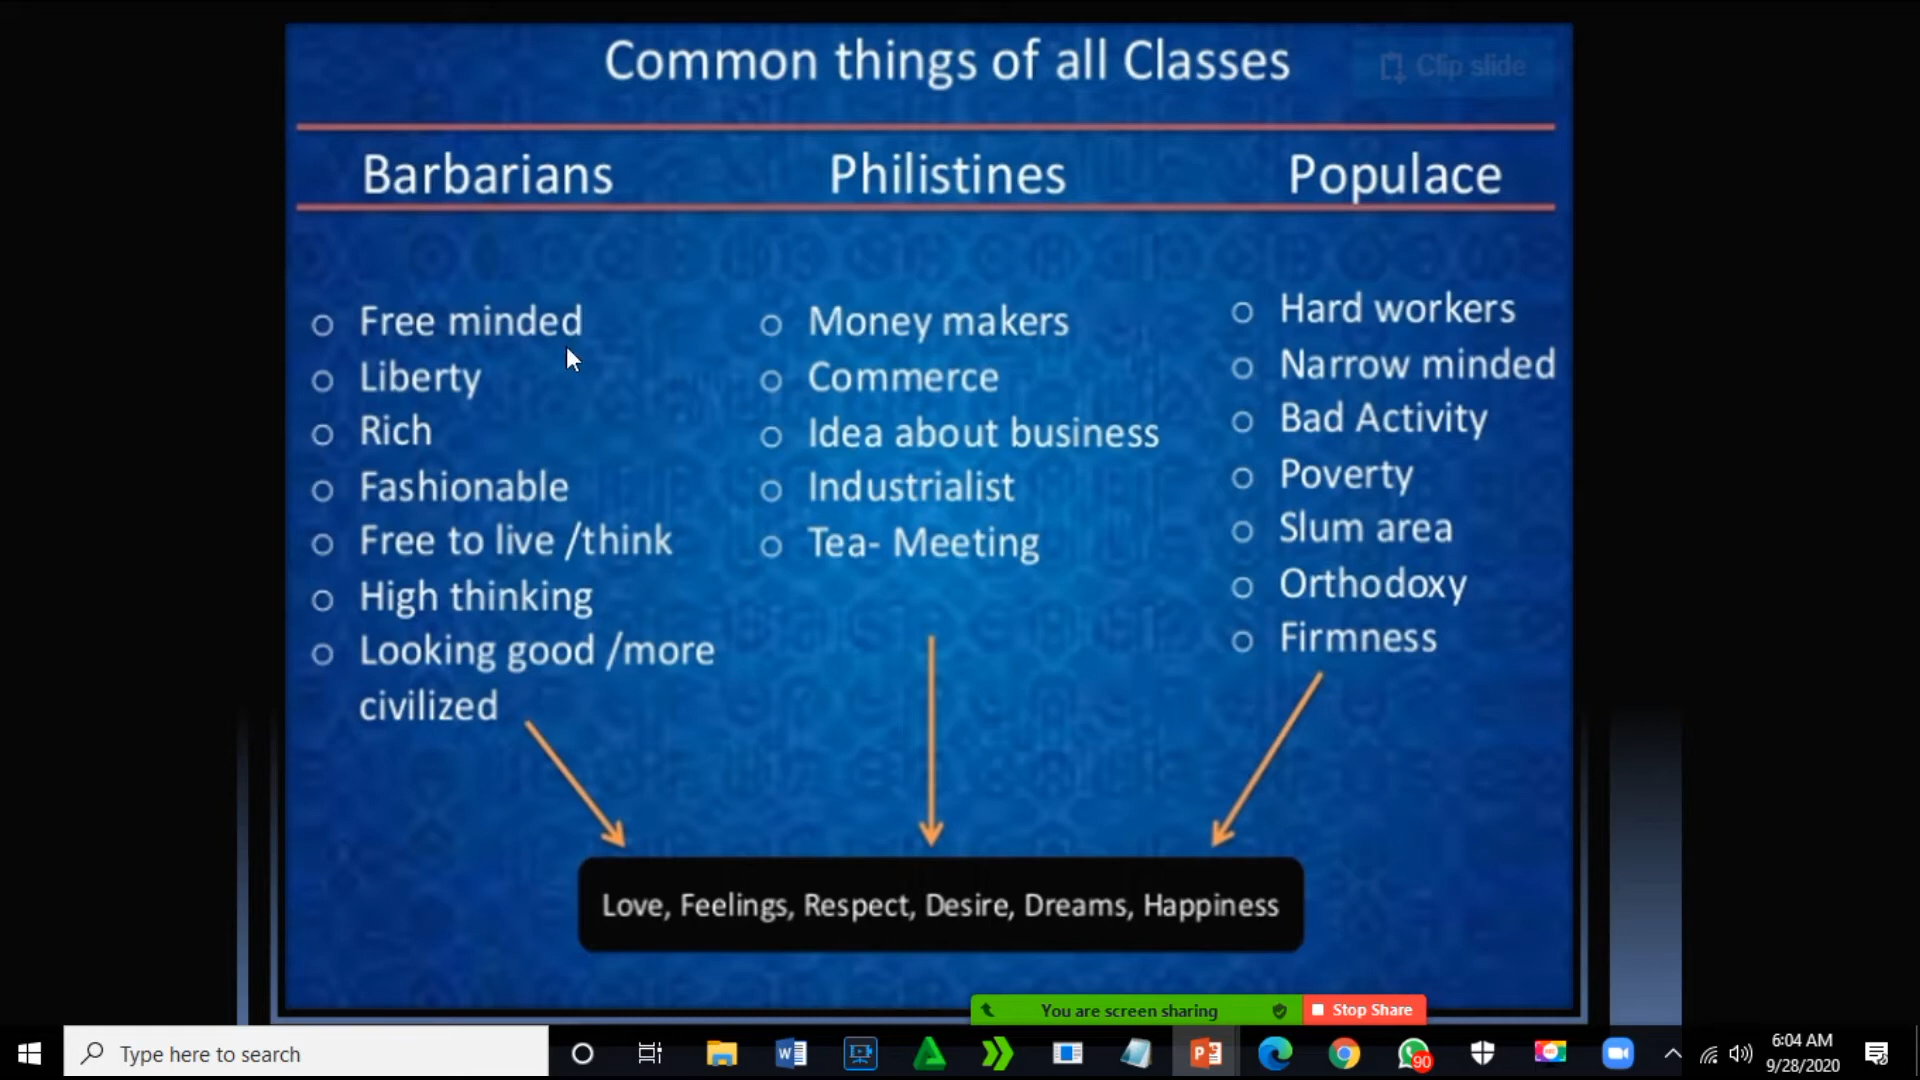 Common things of all Classes
Clip slide
Barbarians
Philistines
Populace
Free minded
Liberty
Rich
Fashionable
Free to live /think
High thinking
Looking good /more
civilized
Money makers
Commerce
Idea about business
Industrialist
Tea- Meeting
Hard workers
Narrow minded
Bad Activity
Poverty
Slum area
Orthodoxy
Firmness
Love, Feelings, Respect, Desire, Dreams, Happiness
You are screen sharing
Stop Share
Type here to search
90
6:04 AM
9/28/2020